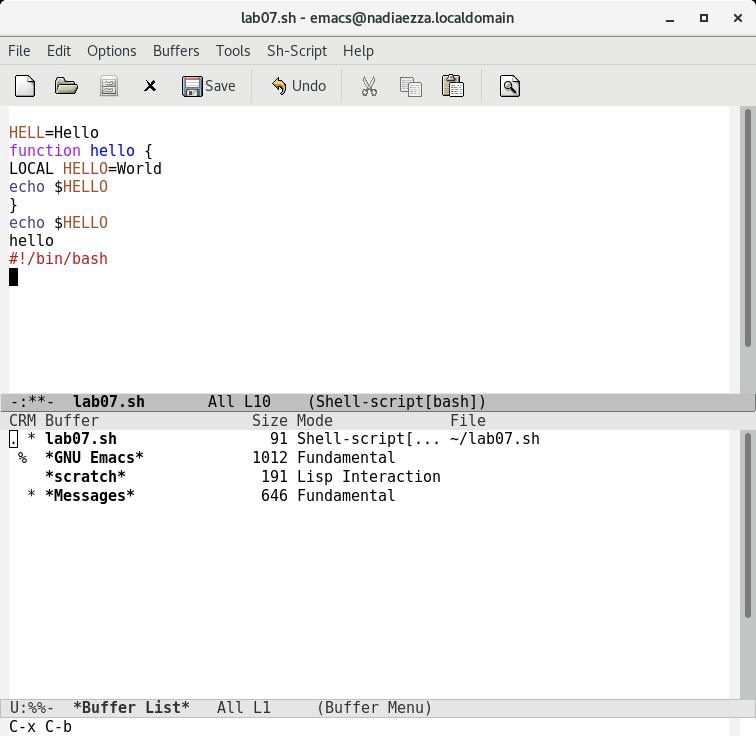 lab07.sh - emacs@nadiaezza.localdomain
File Edit Options Buffers Tools Sh-Script Help
Save Undo
HELL=Hello
function hello {
LOCAL HELLO=World
echo $HELLO
}
echo $HELLO
hello
#!/bin/bash
-:**- lab07.sh All L10 (Shell-script[bash])
CRM Buffer Size Mode File
. * lab07.sh 91 Shell-script[... ~/lab07.sh
% *GNU Emacs* 1012 Fundamental
*scratch* 191 Lisp Interaction
* *Messages* 646 Fundamental
U:%%- *Buffer List* All L1 (Buffer Menu)
C-x C-b